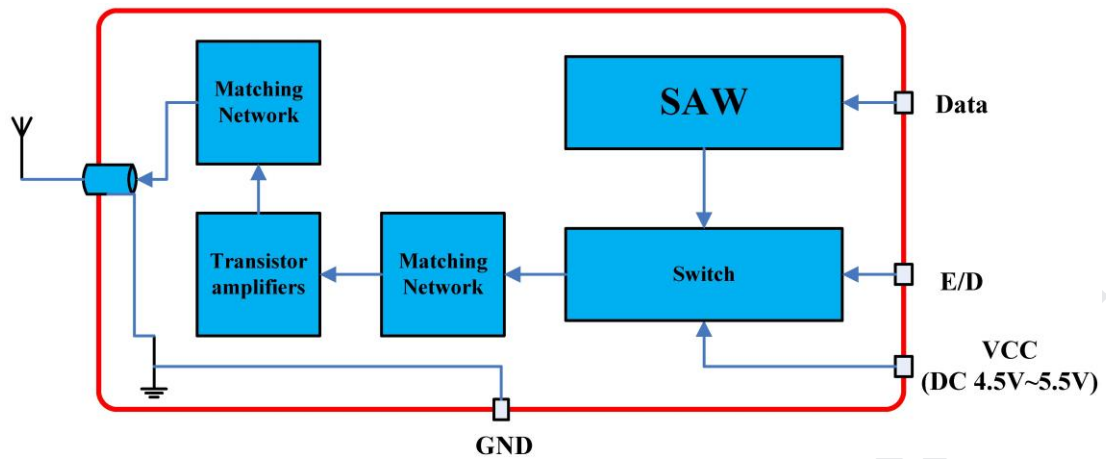 Matching
Network
SAW
Data
Transistor
amplifiers
Matching
Network
Switch
E/D
VCC
(DC 4.5V~5.5V)
GND